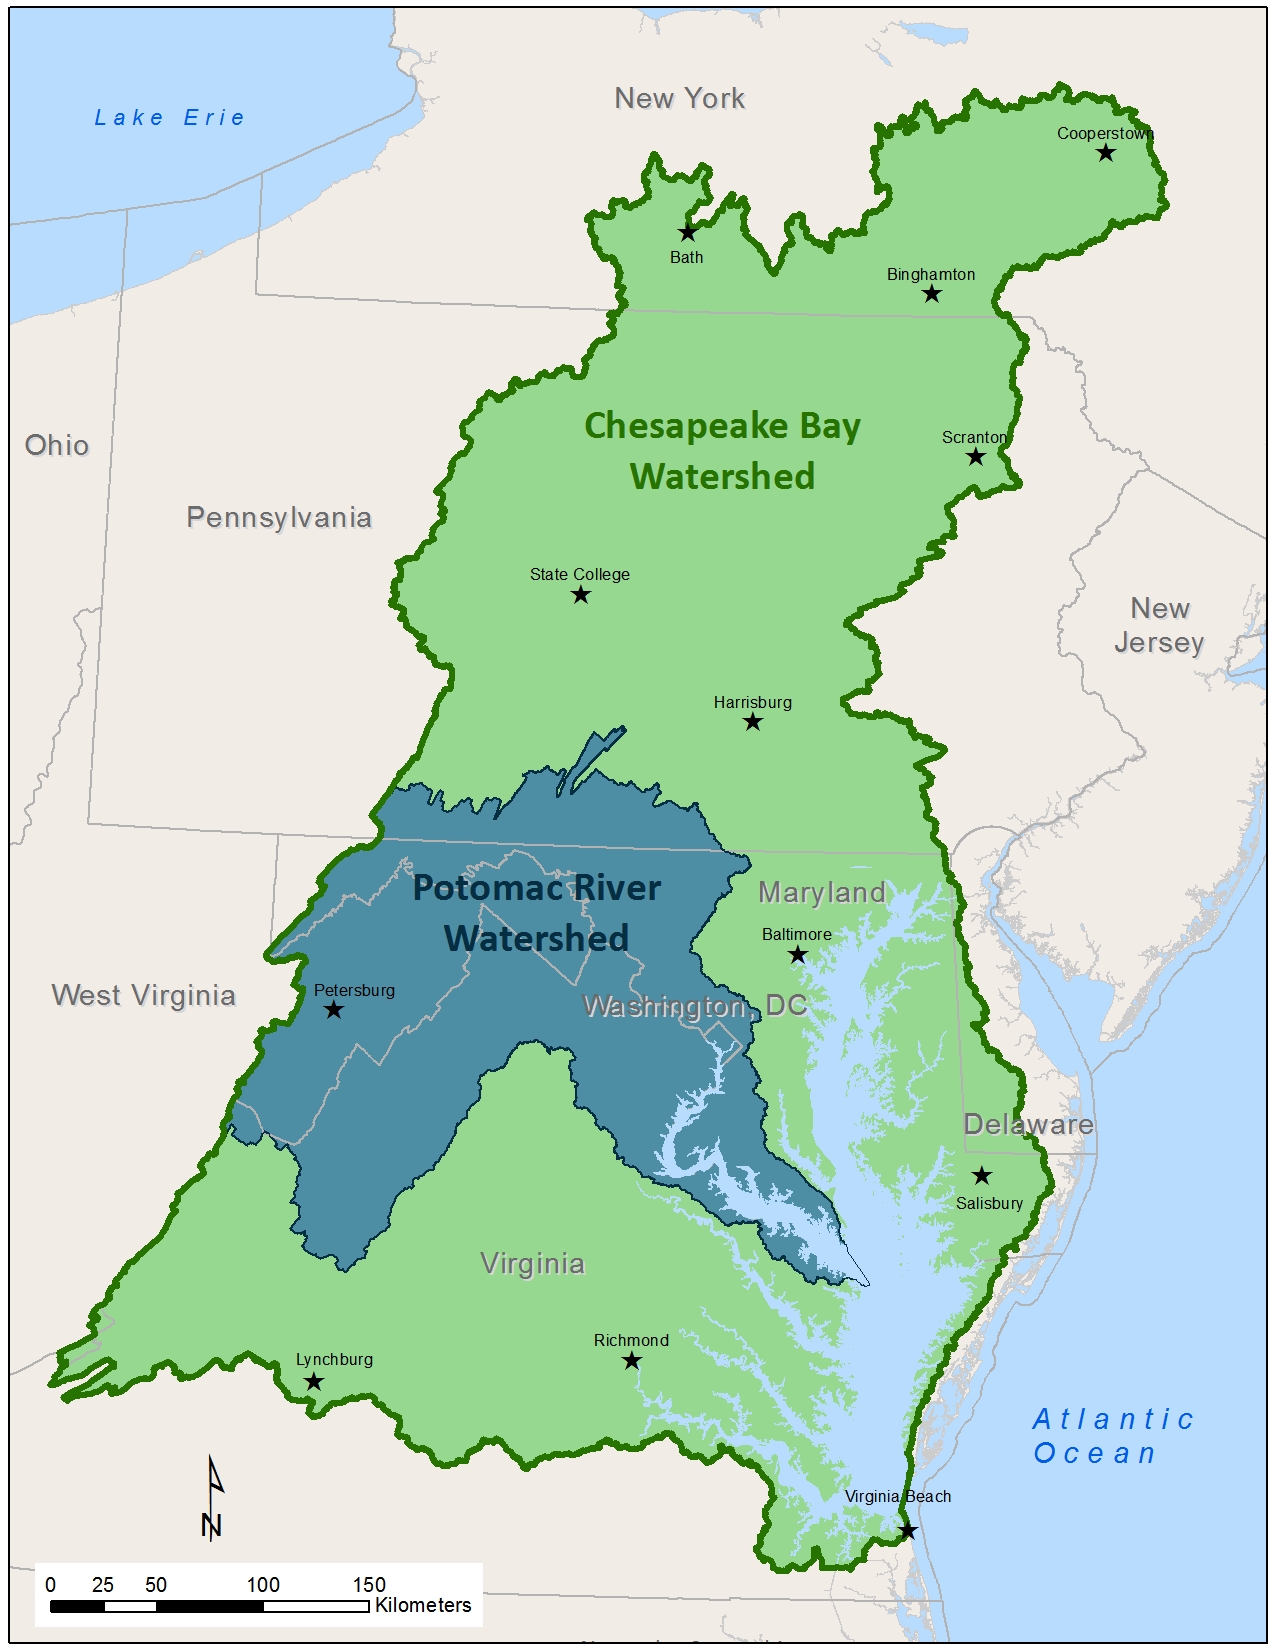 New York
Lake Erie
Cooperstown
Bath
Binghamton
Chesapeake Bay
Watershed
Scranton
Ohio
Pennsylvania
State College
New
Jersey
Harrisburg
Potomac River
Watershed
Maryland
Baltimore
West Virginia
Petersburg
Washington, DC
Delaware
Salisbury
Virginia
Richmond
Lynchburg
Atlantic
Ocean
Virginia Beach
N
0 25 50 100 150
Kilometers